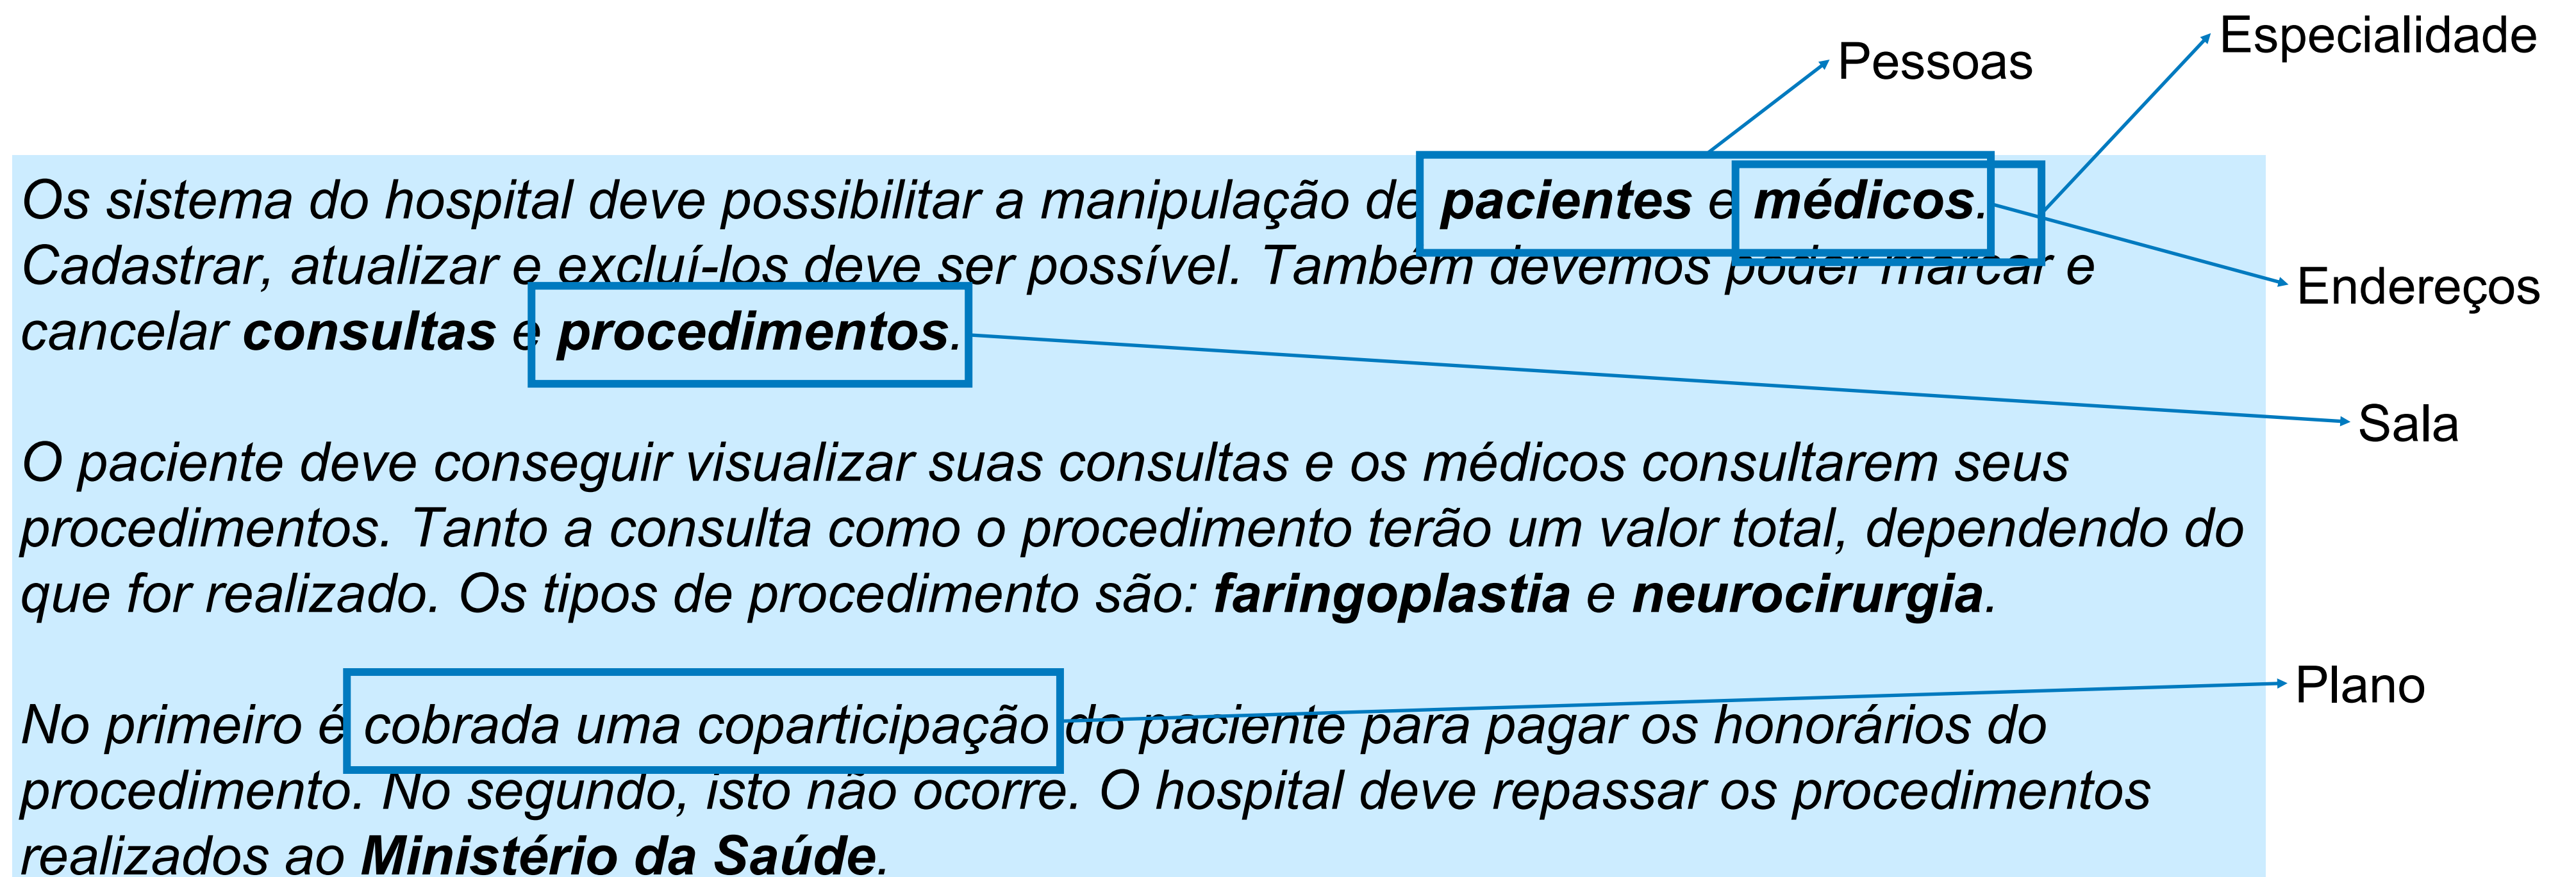 Especialidade
Pessoas
Os sistema do hospital deve possibilitar a manipulação de pacientes e médicos.
Cadastrar, atualizar e excluí-los deve ser possível. Também devemos poder marcar e
Endereços
cancelar consultas e procedimentos.
Sala
O paciente deve conseguir visualizar suas consultas e os médicos consultarem seus
procedimentos. Tanto a consulta como o procedimento terão um valor total, dependendo do
que for realizado. Os tipos de procedimento são: faringoplastia e neurocirurgia.
Plano
No primeiro é cobrada uma coparticipação do paciente para pagar os honorários do
procedimento. No segundo, isto não ocorre. O hospital deve repassar os procedimentos
realizados ao Ministério da Saúde.